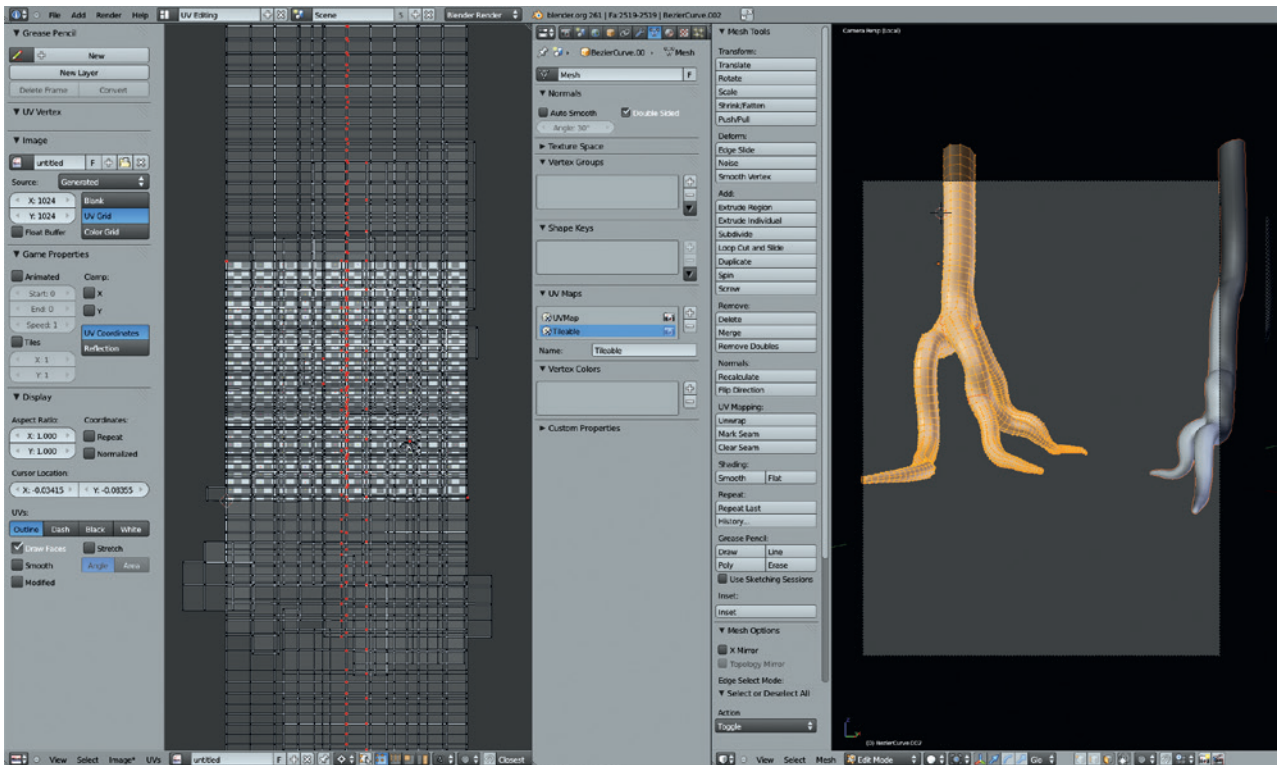 File Add Render Help UV Editing Scene 5 Blender Render blender.org 261 | Fa:2519-2519 | BezierCurve.002
Grease Pencil
New
New Layer
Delete Frame Convert
UV Vertex
Image
untitled F
Source: Generated
X: 1024 Blank
Y: 1024 UV Grid
Float Buffer Color Grid
Game Properties
Animated Clamp:
Start: 0 X
End: 0 Y
Speed: 1 UV Coordinates
Tiles Reflection
X: 1
Y: 1
Display
Aspect Ratio: Coordinates:
X: 1.000 Repeat
Y: 1.000 Normalized
Cursor Location:
X: -0.03415 Y: -0.08355
UVs:
Outline Dash Black White
Draw Faces Stretch
Smooth Angle Area
Modified
View Select Image* UVs untitled F Closest
BezierCurve.00 Mesh
Mesh F
Normals
Auto Smooth Double Sided
Angle: 30°
Texture Space
Vertex Groups
Shape Keys
UV Maps
UVMap
Tileable
Name: Tileable
Vertex Colors
Custom Properties
Mesh Tools
Transform:
Translate
Rotate
Scale
Shrink/Fatten
Push/Pull
Deform:
Edge Slide
Noise
Smooth Vertex
Add:
Extrude Region
Extrude Individual
Subdivide
Loop Cut and Slide
Duplicate
Spin
Screw
Remove:
Delete
Merge
Remove Doubles
Normals:
Recalculate
Flip Direction
UV Mapping:
Unwrap
Mark Seam
Clear Seam
Shading:
Smooth Flat
Repeat:
Repeat Last
History...
Grease Pencil:
Draw Line
Poly Erase
Use Sketching Sessions
Inset:
Inset
Mesh Options
X Mirror
Topology Mirror
Edge Select Mode:
Select or Deselect All
Action
Toggle
Camera Persp (Local)
(0) BezierCurve.002
View Select Mesh Edit Mode